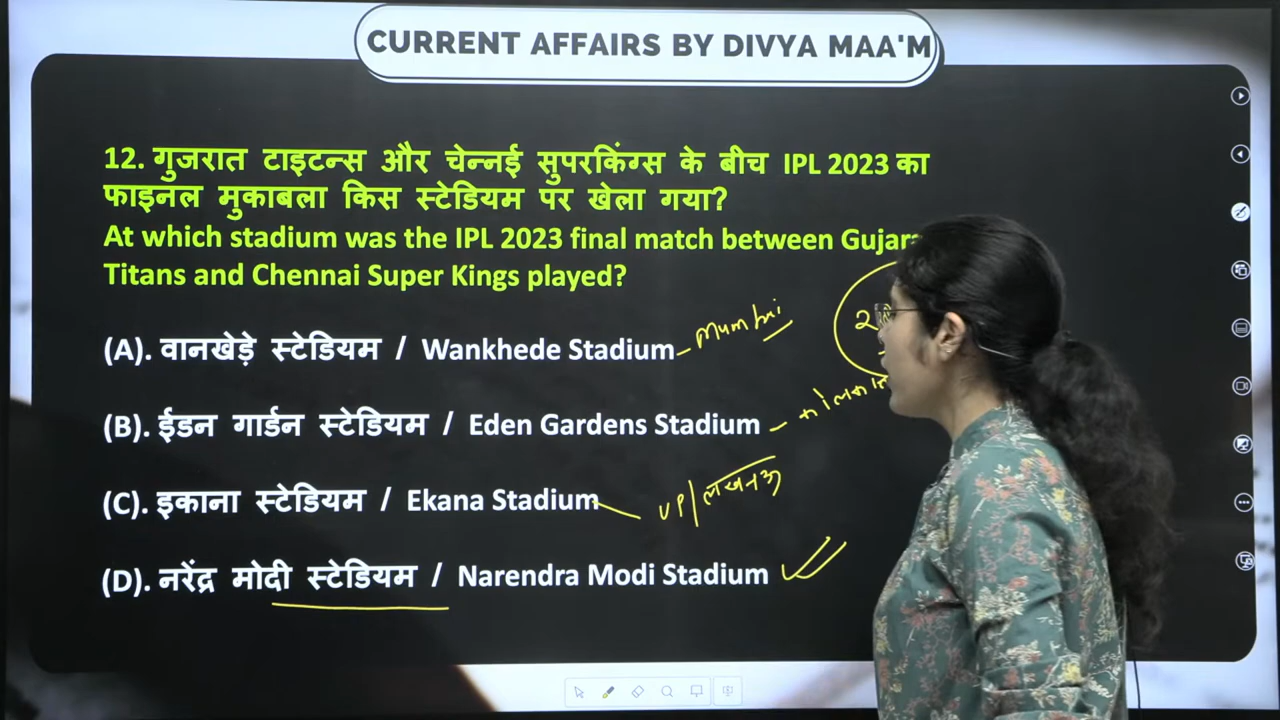 CURRENT AFFAIRS BY DIVYA MAA'M
12. गुजरात टाइटन्स और चेन्नई सुपरकिंग्स के बीच IPL 2023 का
फाइनल मुकाबला किस स्टेडियम पर खेला गया?
At which stadium was the IPL 2023 final match between
Titans and Chennai Super Kings played?
(A). वानखेड़े स्टेडियम / Wankhede Stadium Mumbai
(B). ईडन गार्डन स्टेडियम / Eden Gardens Stadium
(C). इकाना स्टेडियम / Ekana Stadium UP/लखनऊ
(D). नरेंद्र मोदी स्टेडियम / Narendra Modi Stadium